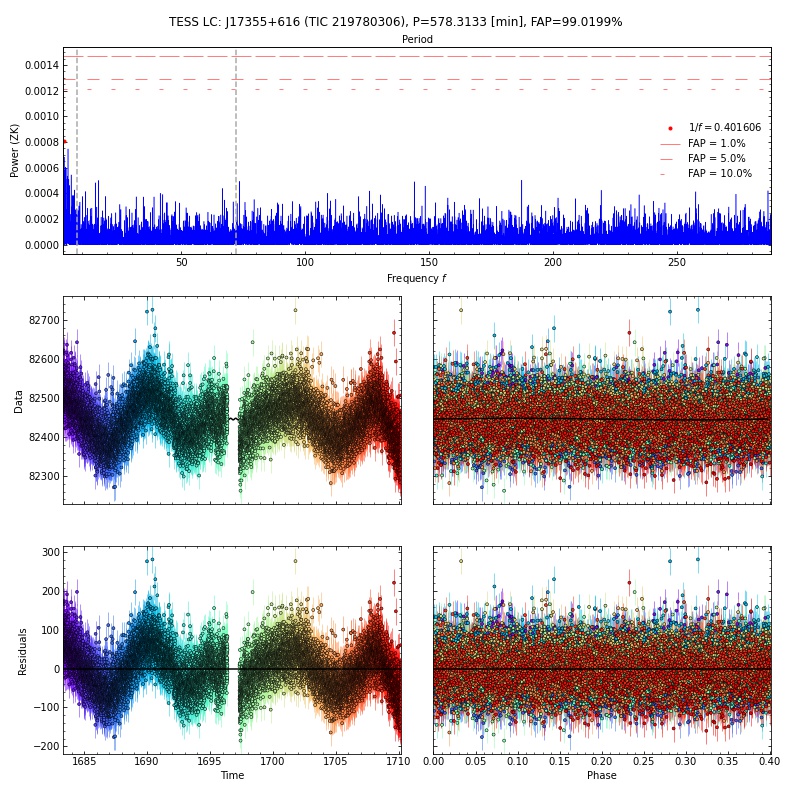 TESS LC: J17355+616 (TIC 219780306), P=578.3133 [min], FAP=99.0199%
Period
Power (ZK)
0.0014
0.0012
0.0010
0.0008
0.0006
0.0004
0.0002
0.0000
1/f = 0.401606
FAP = 1.0%
FAP = 5.0%
FAP = 10.0%
50 100 150 200 250
Frequency f
Data
82700
82600
82500
82400
82300
Residuals
300
200
100
0
−100
−200
1685 1690 1695 1700 1705 1710
Time
0.00 0.05 0.10 0.15 0.20 0.25 0.30 0.35 0.40
Phase